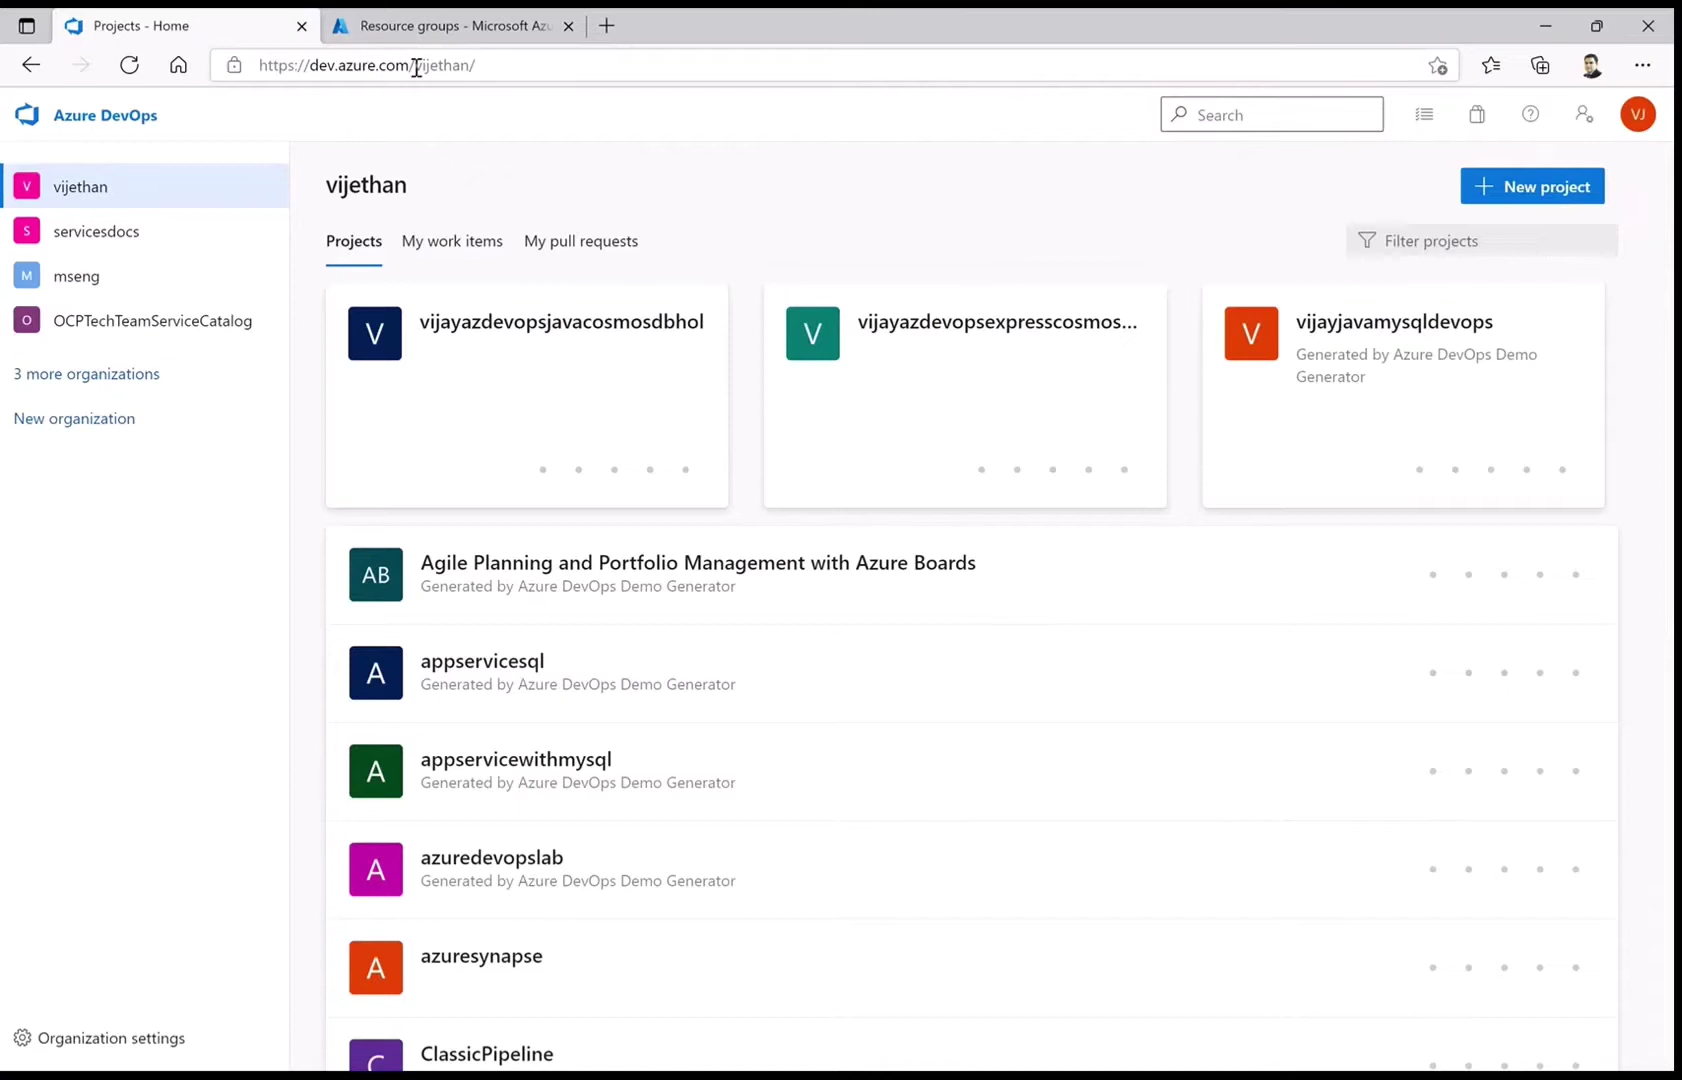 Projects - Home
Resource groups - Microsoft Azu
https://dev.azure.com/vijethan/
Azure DevOps
Search
VJ
V vijethan
S servicesdocs
M mseng
O OCPTechTeamServiceCatalog
3 more organizations
New organization
Organization settings
vijethan
New project
Projects My work items My pull requests
Filter projects
V vijayazdevopsjavacosmosdbhol
V vijayazdevopsexpresscosmos...
V vijayjavamysqldevops
Generated by Azure DevOps Demo
Generator
AB Agile Planning and Portfolio Management with Azure Boards
Generated by Azure DevOps Demo Generator
A appservicesql
Generated by Azure DevOps Demo Generator
A appservicewithmysql
Generated by Azure DevOps Demo Generator
A azuredevopslab
Generated by Azure DevOps Demo Generator
A azuresynapse
C ClassicPipeline